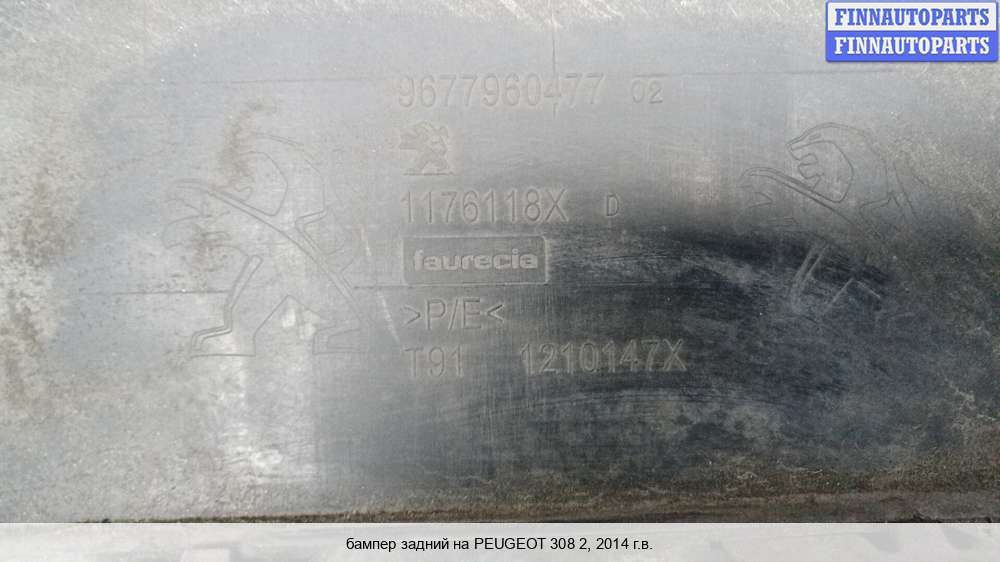 FINNAUTOPARTS
FINNAUTOPARTS
9677960477 02
1176118X D
faurecia
>P/E<
T91 1210147X
бампер задний на PEUGEOT 308 2, 2014 г.в.